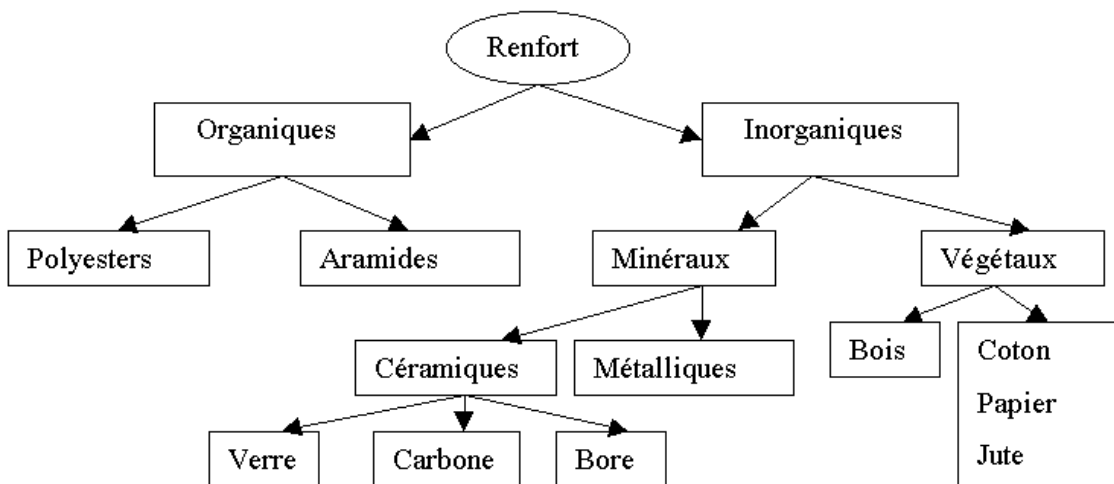 Renfort
Organiques
Inorganiques
Polyesters
Aramides
Minéraux
Végétaux
Céramiques
Métalliques
Bois
Coton
Papier
Jute
Verre
Carbone
Bore